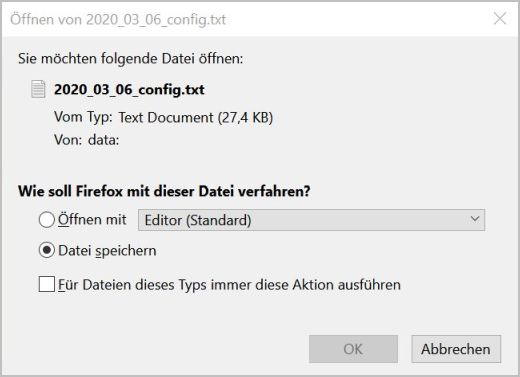 Öffnen von 2020_03_06_config.txt
Sie möchten folgende Datei öffnen:
2020_03_06_config.txt
Vom Typ: Text Document (27,4 KB)
Von: data:
Wie soll Firefox mit dieser Datei verfahren?
Öffnen mit Editor (Standard)
Datei speichern
Für Dateien dieses Typs immer diese Aktion ausführen
OK Abbrechen